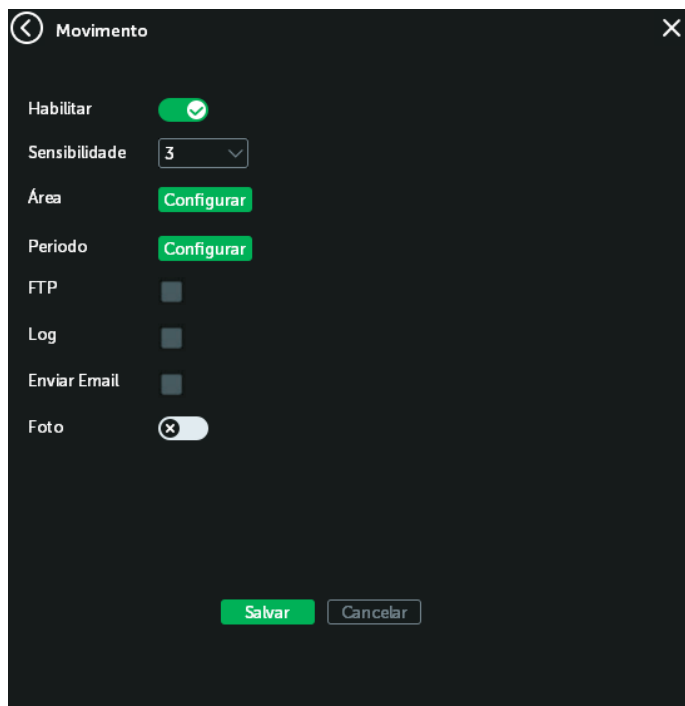 Movimento
Habilitar
Sensibilidade 3
Área Configurar
Periodo Configurar
FTP
Log
Enviar Email
Foto
Salvar Cancelar